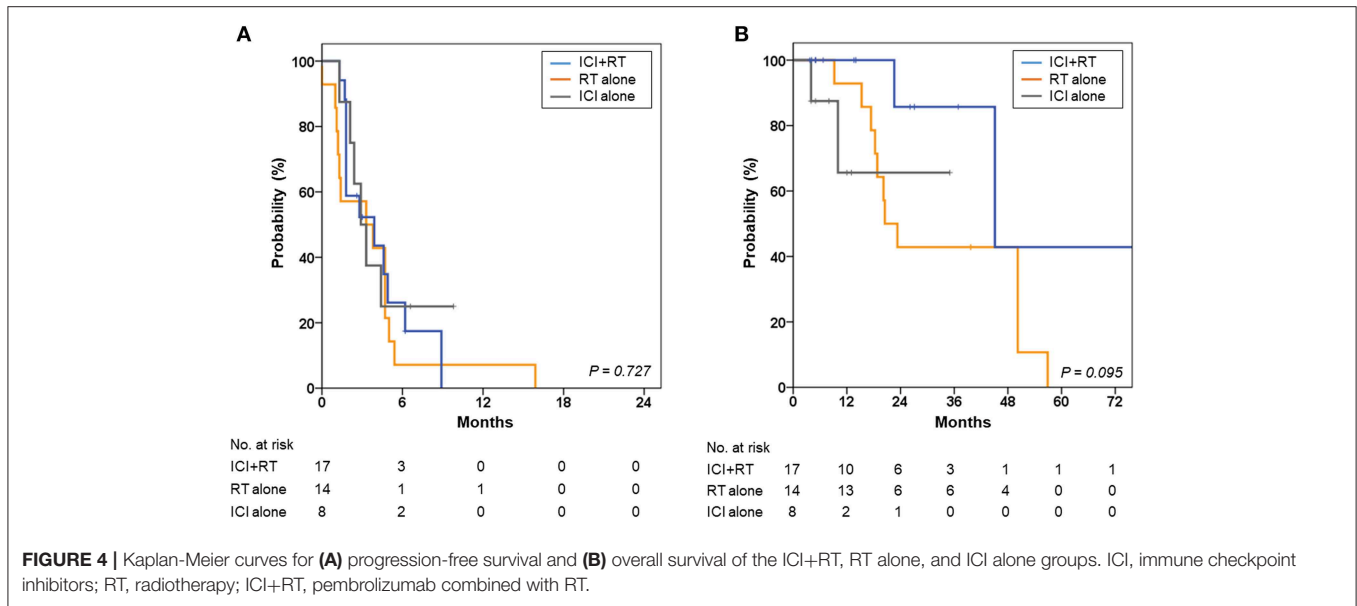 A
100
80
60
40
20
0
Probability (%)
ICI+RT
RT alone
ICI alone
P = 0.727
0 6 12 18 24
Months
No. at risk
ICI+RT 17 3 0 0 0
RT alone 14 1 1 0 0
ICI alone 8 2 0 0 0
B
100
80
60
40
20
0
Probability (%)
ICI+RT
RT alone
ICI alone
P = 0.095
0 12 24 36 48 60 72
Months
No. at risk
ICI+RT 17 10 6 3 1 1 1
RT alone 14 13 6 6 4 0 0
ICI alone 8 2 1 0 0 0 0
FIGURE 4 | Kaplan-Meier curves for (A) progression-free survival and (B) overall survival of the ICI+RT, RT alone, and ICI alone groups. ICI, immune checkpoint
inhibitors; RT, radiotherapy; ICI+RT, pembrolizumab combined with RT.